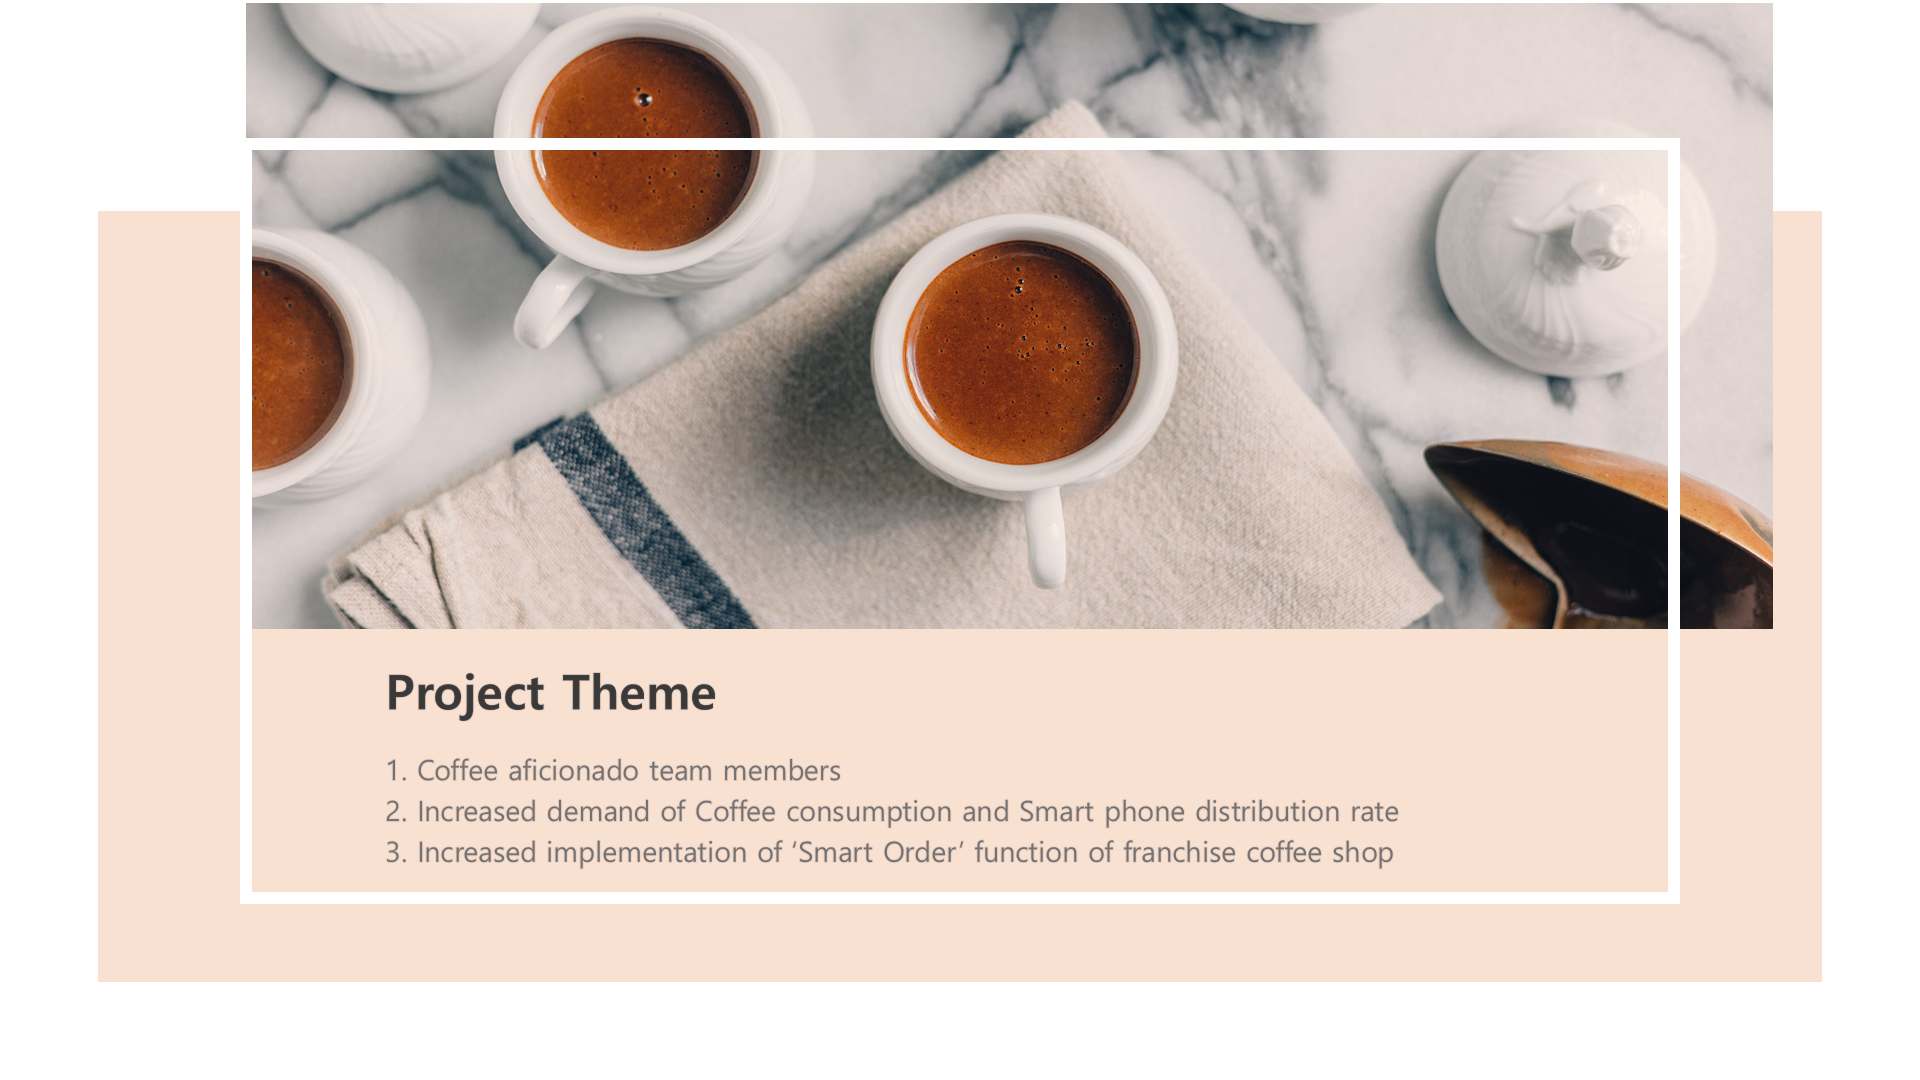 Project Theme
1. Coffee aficionado team members
2. Increased demand of Coffee consumption and Smart phone distribution rate
3. Increased implementation of ‘Smart Order’ function of franchise coffee shop